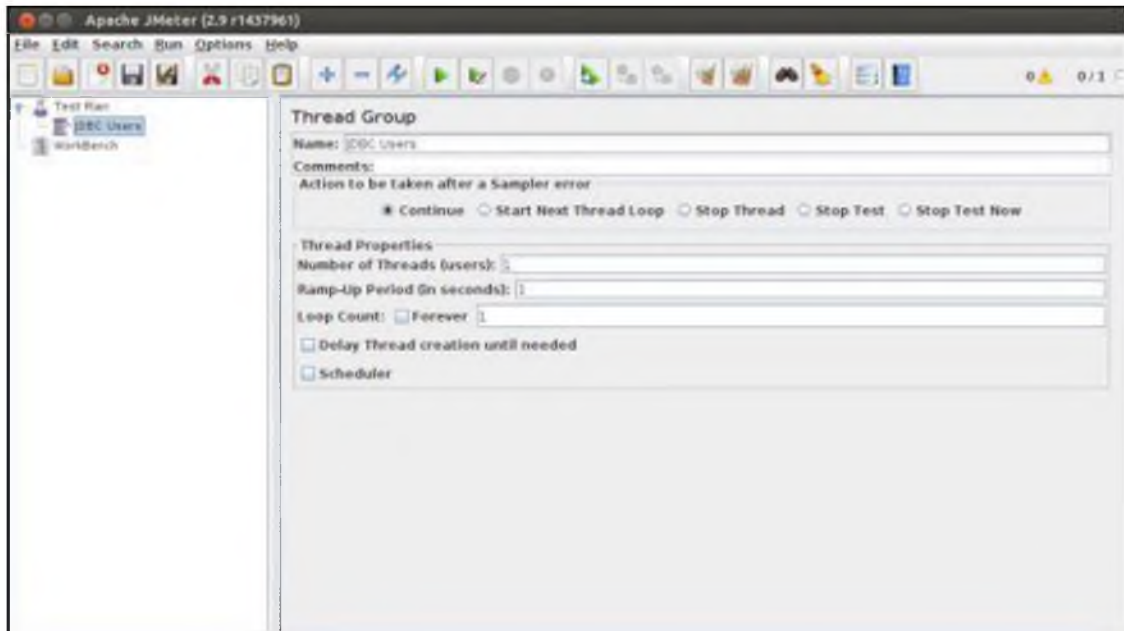 Apache JMeter (2.9 r1437961)
File Edit Search Run Options Help
0 0/1
Test Plan
JDBC Users
WorkBench
Thread Group
Name: JDBC Users
Comments:
Action to be taken after a Sampler error
Continue Start Next Thread Loop Stop Thread Stop Test Stop Test Now
Thread Properties
Number of Threads (users):
Ramp-Up Period (in seconds): 1
Loop Count: Forever 1
Delay Thread creation until needed
Scheduler